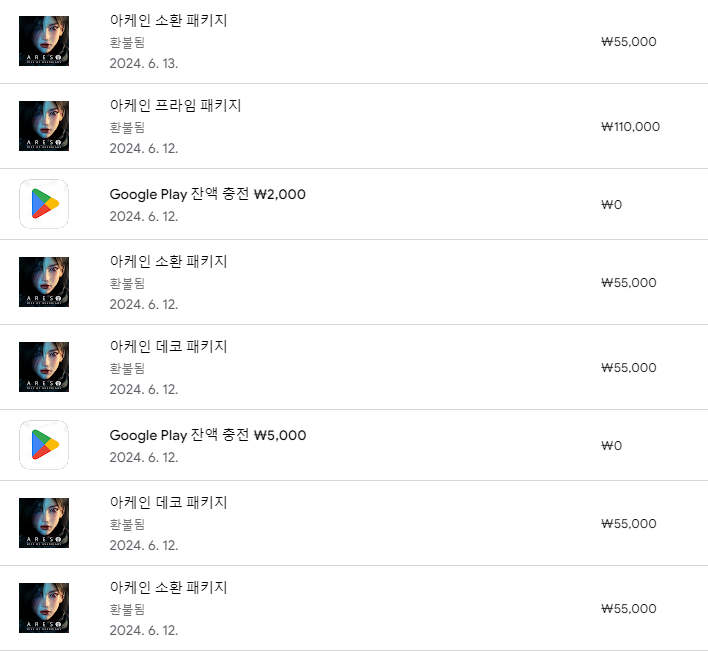 아케인 소환 패키지
환불됨
2024. 6. 13.
₩55,000
ARES
아케인 프라임 패키지
환불됨
2024. 6. 12.
₩110,000
ARES
Google Play 잔액 충전 ₩2,000
2024. 6. 12.
₩0
아케인 소환 패키지
환불됨
2024. 6. 12.
₩55,000
ARES
아케인 데코 패키지
환불됨
2024. 6. 12.
₩55,000
ARES
Google Play 잔액 충전 ₩5,000
2024. 6. 12.
₩0
아케인 데코 패키지
환불됨
2024. 6. 12.
₩55,000
ARES
아케인 소환 패키지
환불됨
2024. 6. 12.
₩55,000
ARES